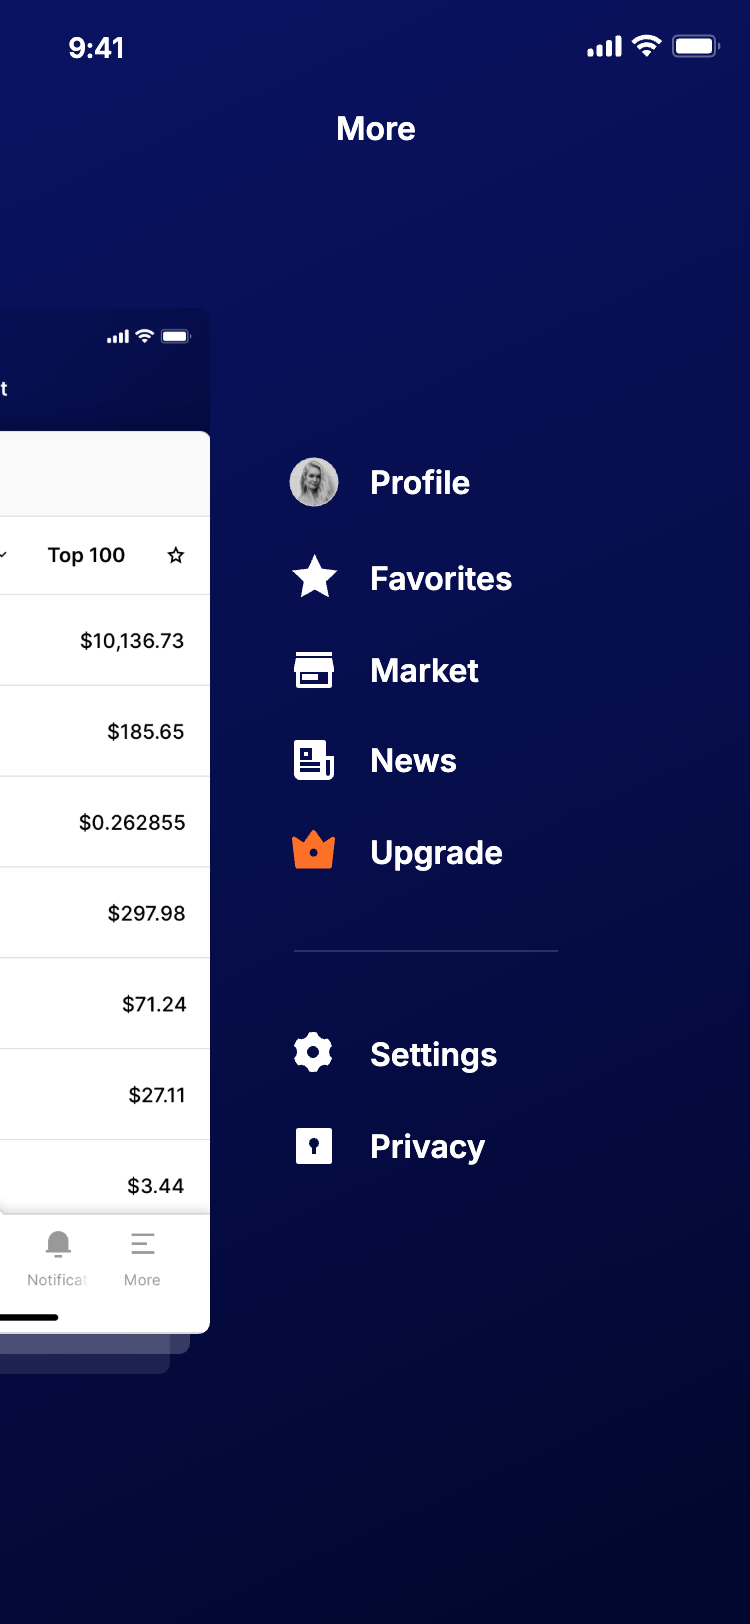 9:41
More
t
Top 100
$10,136.73
$185.65
$0.262855
$297.98
$71.24
$27.11
$3.44
Notificat
More
Profile
Favorites
Market
News
Upgrade
Settings
Privacy